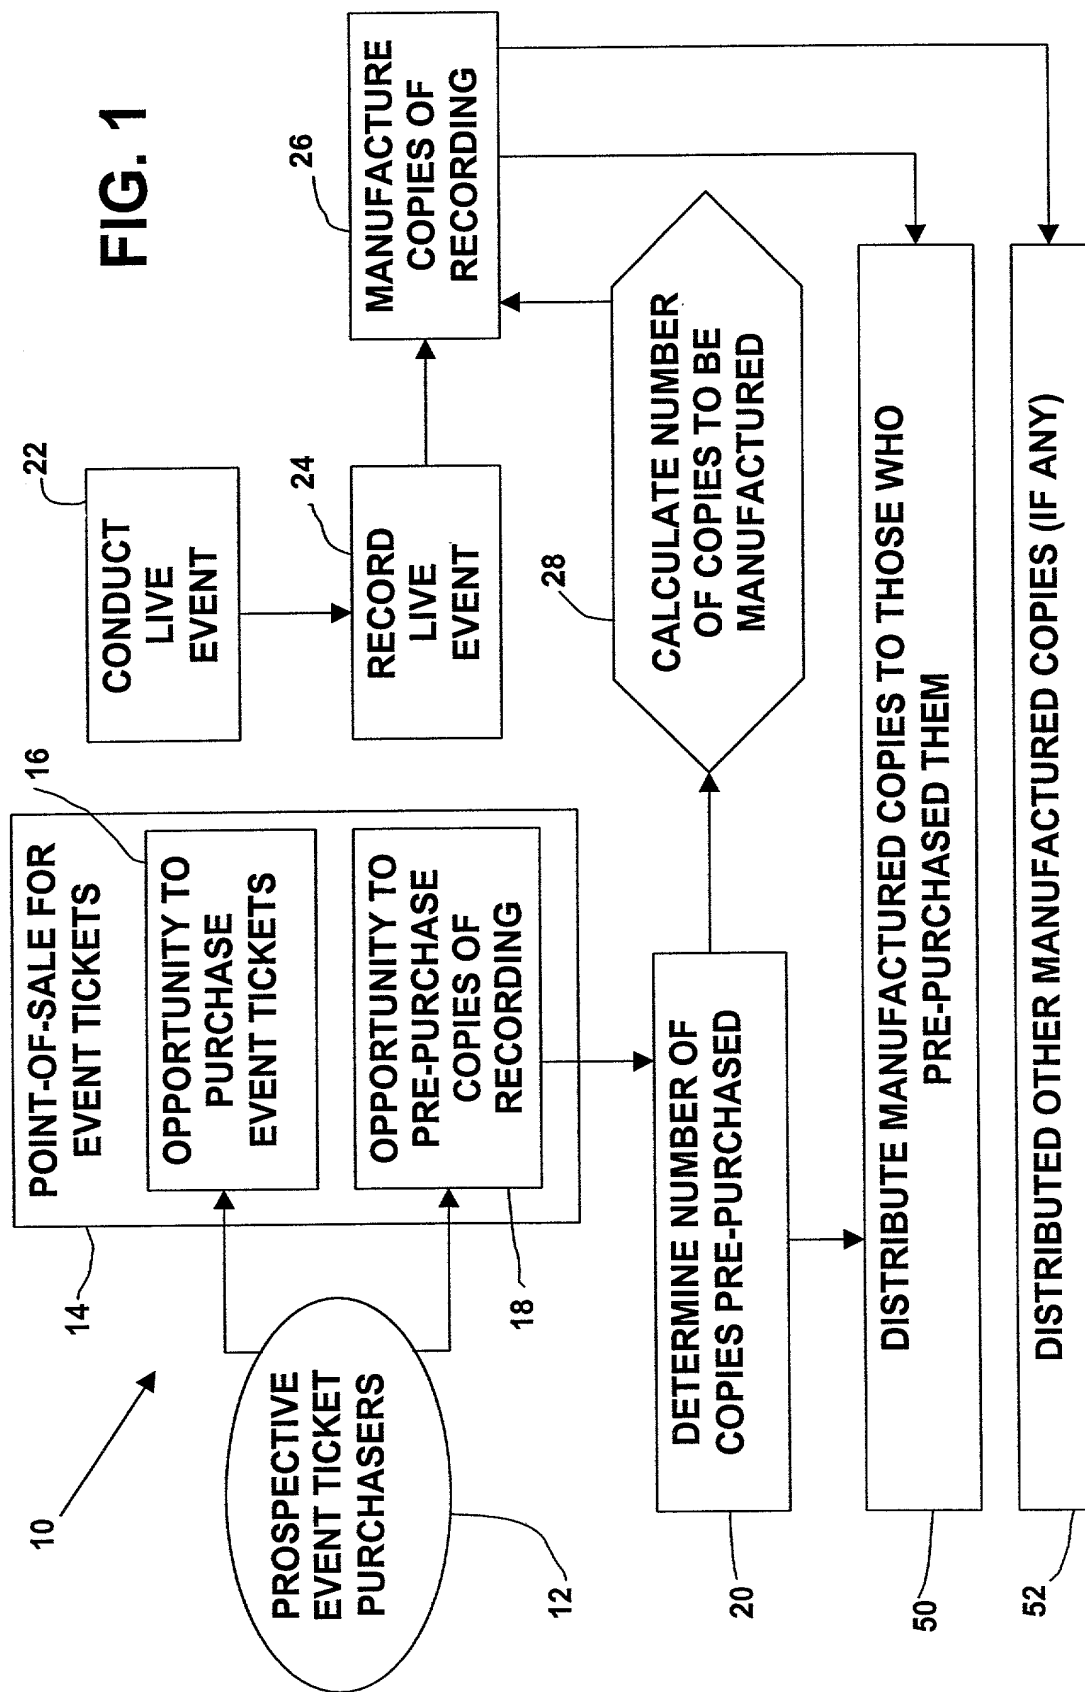 FIG. 1
10
PROSPECTIVE
EVENT TICKET
PURCHASERS
12
14
POINT-OF-SALE FOR
EVENT TICKETS
16
OPPORTUNITY TO
PURCHASE
EVENT TICKETS
OPPORTUNITY TO
PRE-PURCHASE
COPIES OF
RECORDING
18
22
CONDUCT
LIVE
EVENT
24
RECORD
LIVE
EVENT
26
MANUFACTURE
COPIES OF
RECORDING
28
CALCULATE NUMBER
OF COPIES TO BE
MANUFACTURED
DETERMINE NUMBER OF
COPIES PRE-PURCHASED
20
DISTRIBUTE MANUFACTURED COPIES TO THOSE WHO
PRE-PURCHASED THEM
50
DISTRIBUTED OTHER MANUFACTURED COPIES (IF ANY)
52